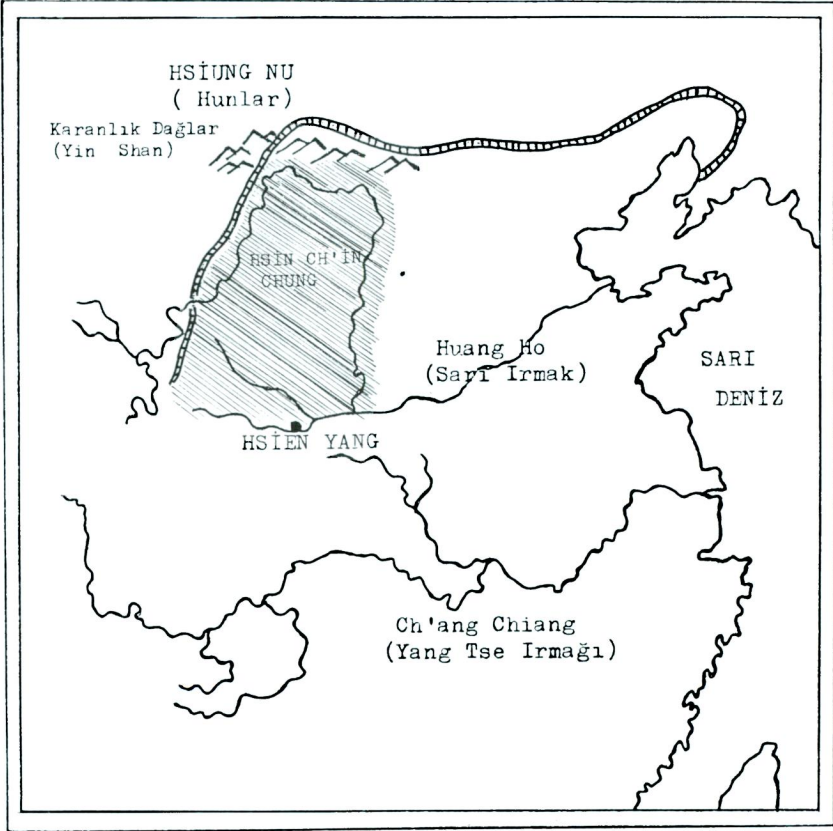 HSİUNG NU
( Hunlar)
Karanlık Dağlar
(Yin Shan)
HSİN CH'İN
CHUNG
Huang Ho
(Sarı Irmak)
SARI
DENİZ
HSİEN YANG
Ch'ang Chiang
(Yang Tse Irmağı)